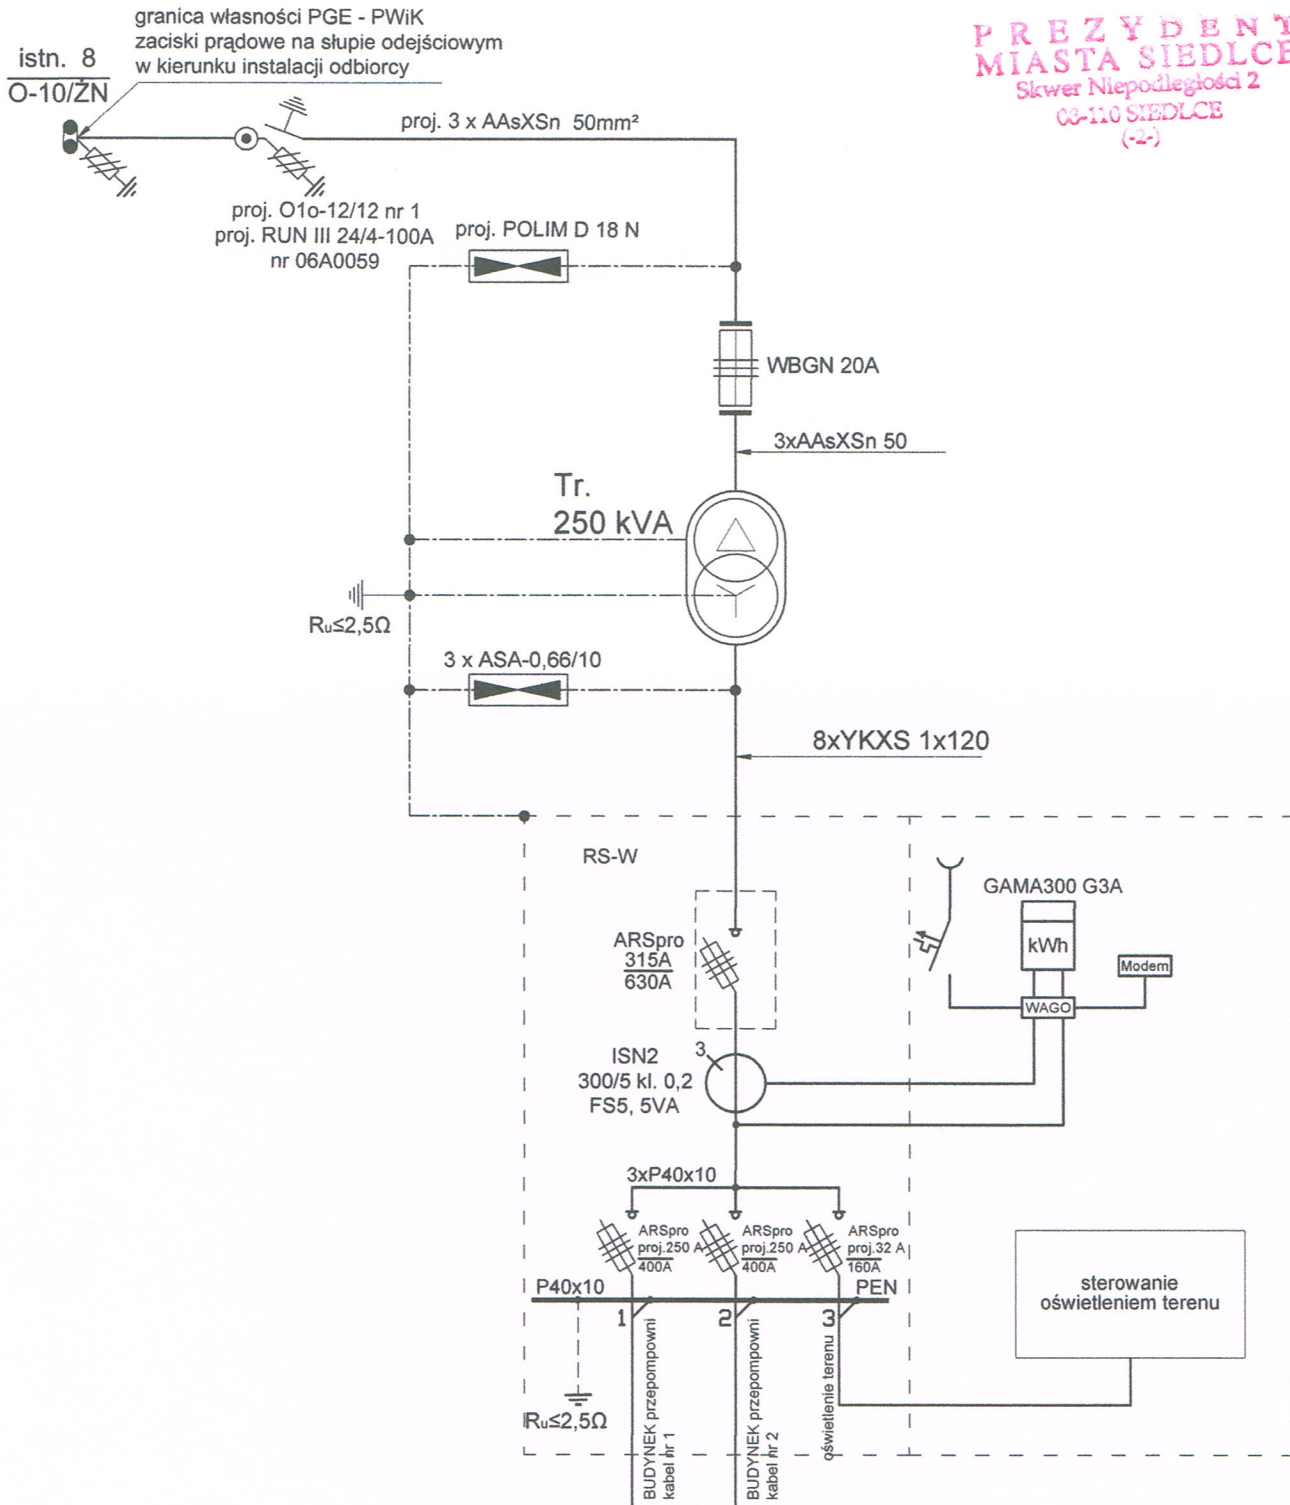 granica własności PGE - PWiK
zaciski prądowe na słupie odejściowym
w kierunku instalacji odbiorcy
istn. 8
O-10/ŻN
PREZYDENT
MIASTA SIEDLCE
Skwer Niepodległości 2
08-110 SIEDLCE
(-2-)
proj. 3 x AAsXSn 50mm²
proj. O1o-12/12 nr 1
proj. RUN III 24/4-100A
nr 06A0059
proj. POLIM D 18 N
WBGN 20A
3xAAsXSn 50
Tr.
250 kVA
Ru≤2,5Ω
3 x ASA-0,66/10
8xYKXS 1x120
RS-W
GAMA300 G3A
kWh
Modem
WAGO
ARSpro
315A
630A
ISN2
300/5 kl. 0,2
FS5, 5VA
3
3xP40x10
ARSpro
proj.250 A
400A
ARSpro
proj.250 A
400A
ARSpro
proj.32 A
160A
P40x10
PEN
1
2
3
sterowanie
oświetleniem terenu
Ru≤2,5Ω
BUDYNEK przepompowni
kabel nr 1
BUDYNEK przepompowni
kabel nr 2
oświetlenie terenu